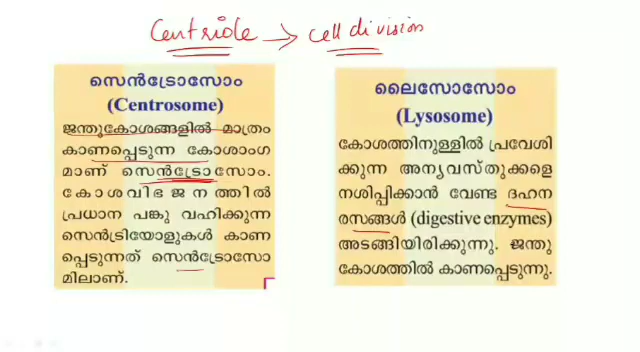 Centriole → cell division
സെൻട്രോസോം
(Centrosome)
ജന്തുകോശങ്ങളിൽ മാത്രം
കാണപ്പെടുന്ന കോശാംഗ
മാണ് സെൻട്രോസോം.
കോശവിഭജനത്തിൽ
പ്രധാന പങ്കു വഹിക്കുന്ന
സെൻട്രിയോളുകൾ കാണ
പ്പെടുന്നത് സെൻട്രോസോ
മിലാണ്.
ലൈസോസോം
(Lysosome)
കോശത്തിനുള്ളിൽ പ്രവേശി
ക്കുന്ന അന്യവസ്തുക്കളെ
നശിപ്പിക്കാൻ വേണ്ട ദഹന
രസങ്ങൾ (digestive enzymes)
അടങ്ങിയിരിക്കുന്നു. ജന്തു
കോശത്തിൽ കാണപ്പെടുന്നു.